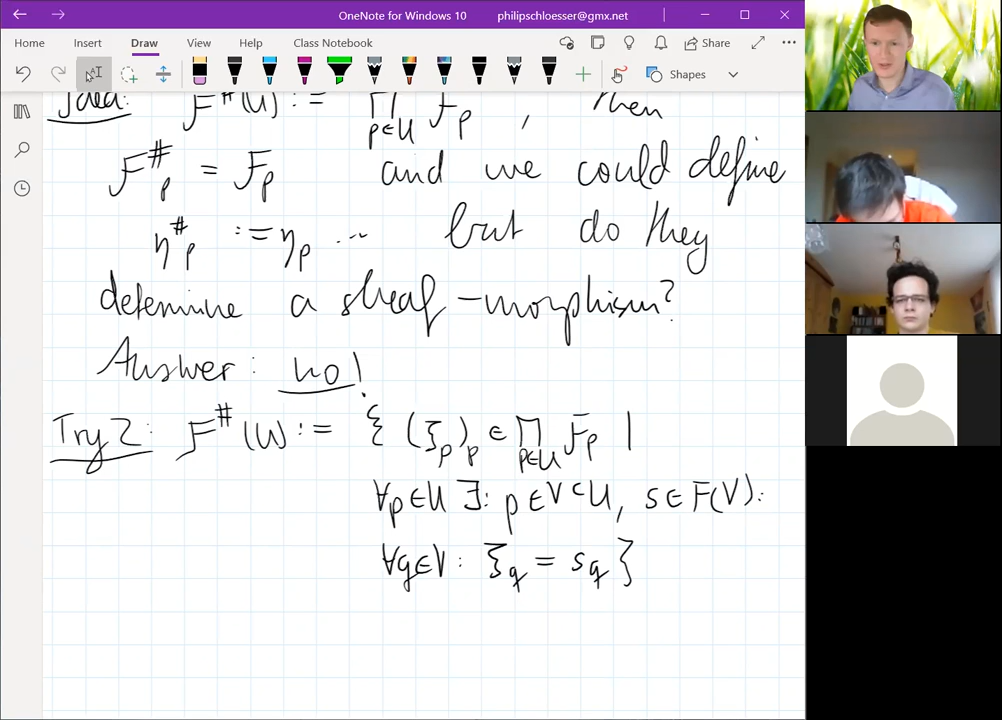 OneNote for Windows 10 philipschloesser@gmx.net
Home Insert Draw View Help Class Notebook Share
Shapes
Idea: F^#(U) := ∏_{p∈U} F_p , then
F^#_p = F_p and we could define
η^#_p := η_p ... but do they
determine a sheaf-morphism?
Answer: no!
Try 2: F^#(U) := { (ξ_p)_p ∈ ∏_{p∈U} F_p |
∀p∈U ∃: p∈V⊂U, s∈F(V):
∀q∈V: ξ_q = s_q }